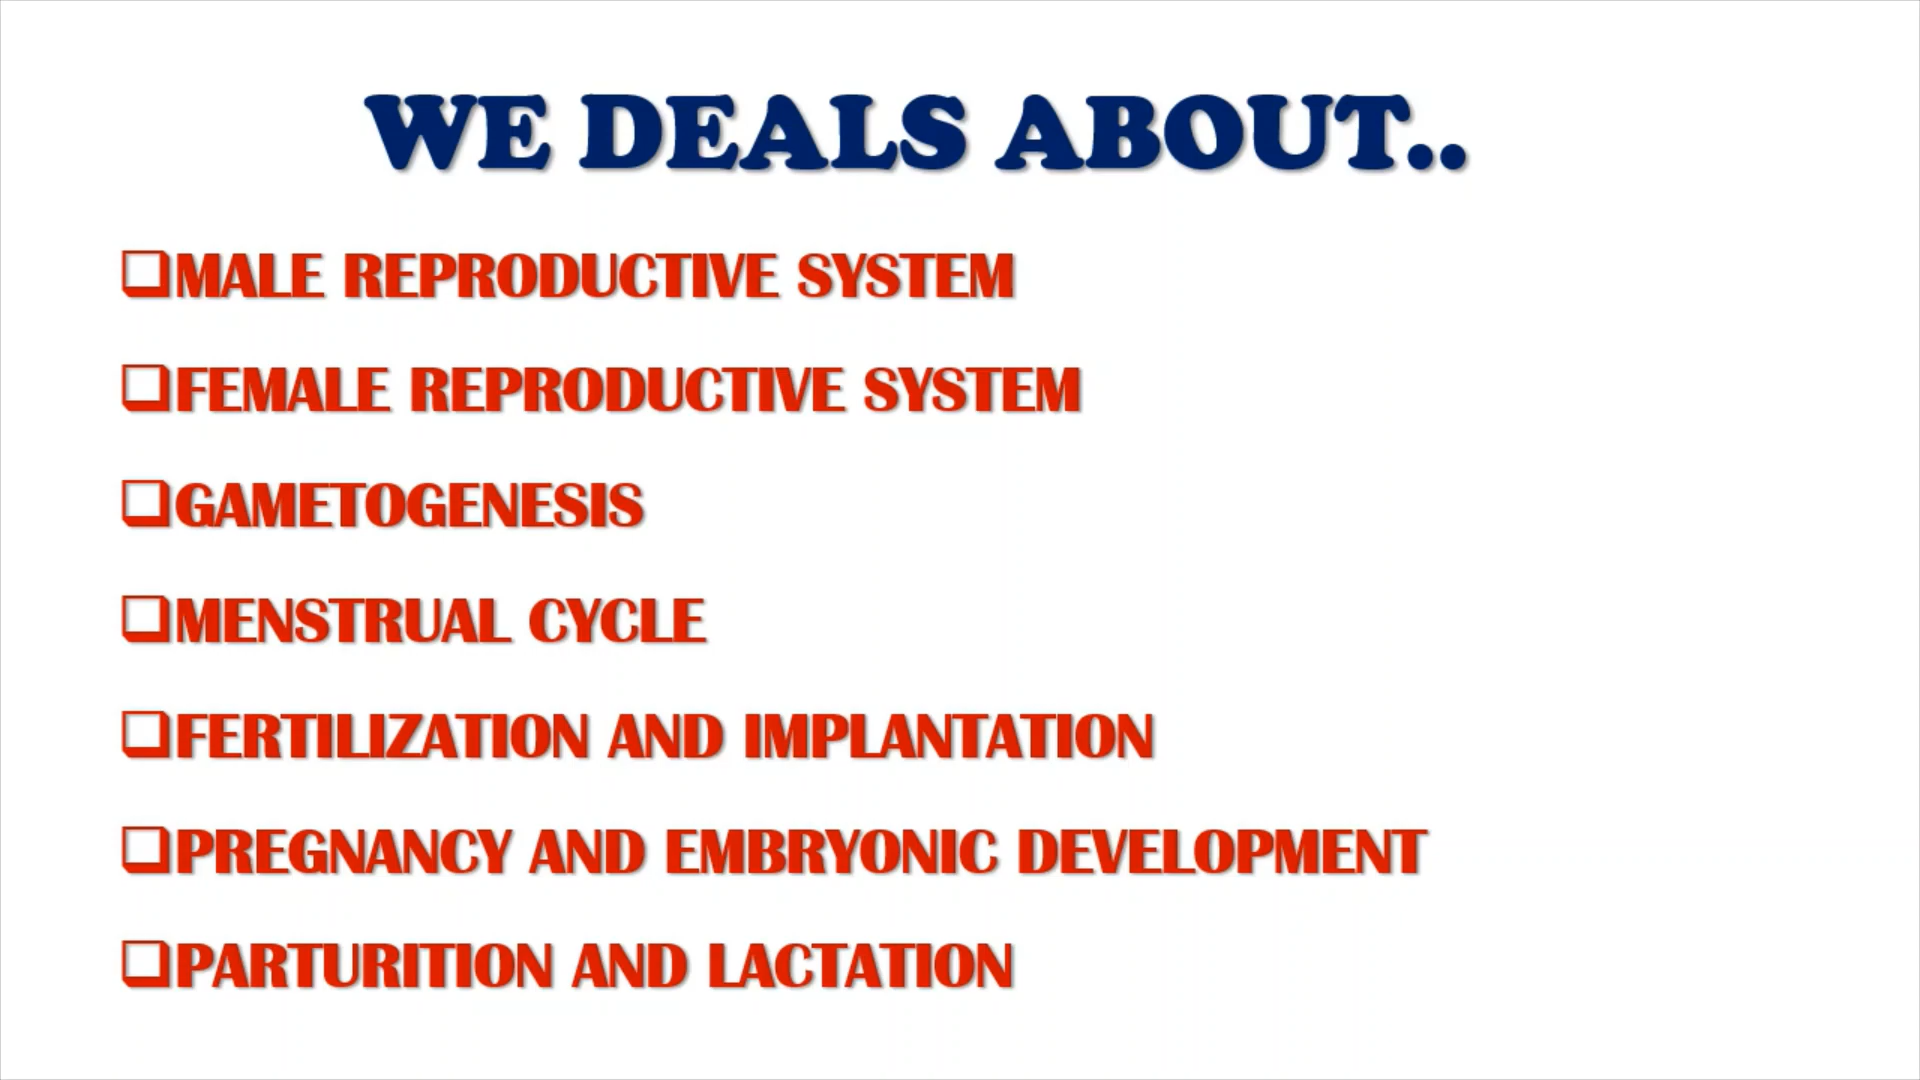 WE DEALS ABOUT..
❑MALE REPRODUCTIVE SYSTEM
❑FEMALE REPRODUCTIVE SYSTEM
❑GAMETOGENESIS
❑MENSTRUAL CYCLE
❑FERTILIZATION AND IMPLANTATION
❑PREGNANCY AND EMBRYONIC DEVELOPMENT
❑PARTURITION AND LACTATION